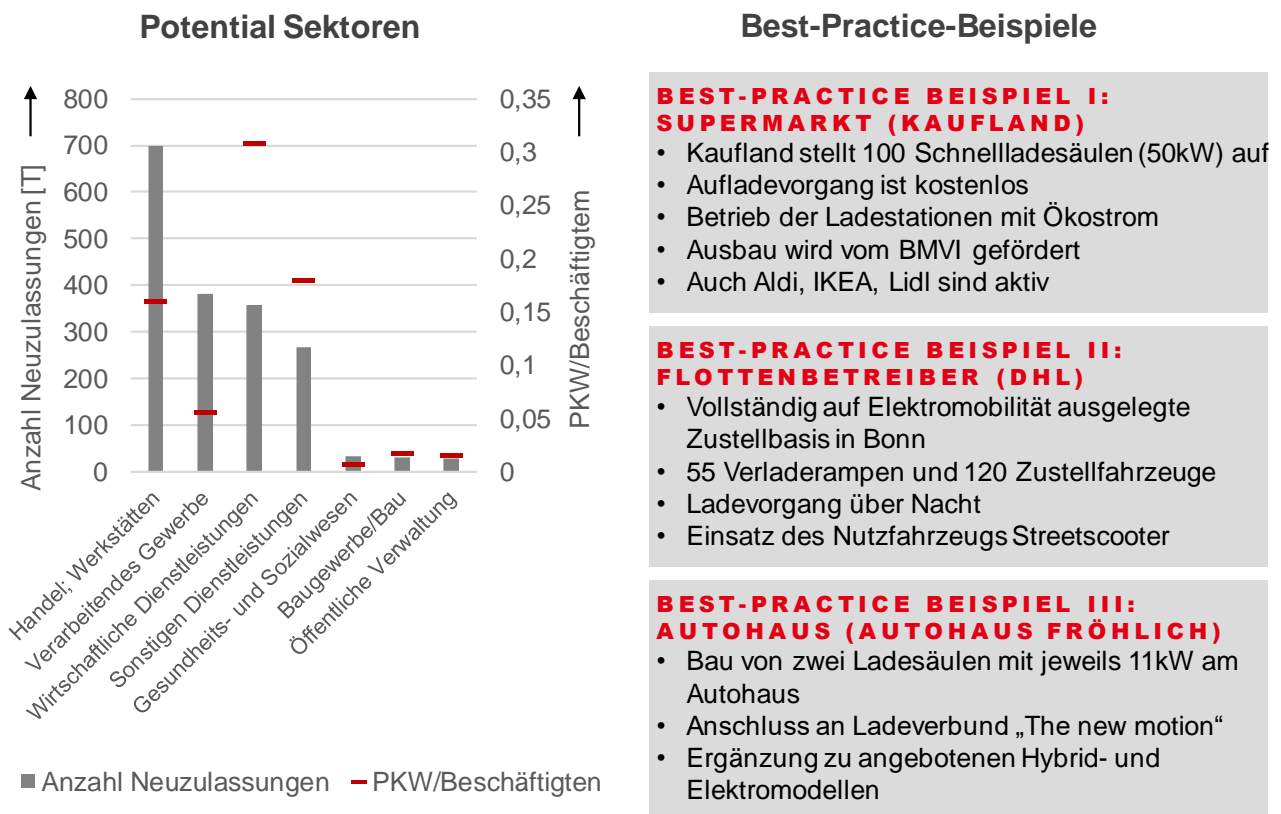 Potential Sektoren
Anzahl Neuzulassungen [T]
800
700
600
500
400
300
200
100
0
0,35
0,3
0,25
0,2
0,15
0,1
0,05
0
PKW/Beschäftigtem
Handel; Werkstätten
Verarbeitendes Gewerbe
Wirtschaftliche Dienstleistungen
Sonstigen Dienstleistungen
Gesundheits- und Sozialwesen
Baugewerbe/Bau
Öffentliche Verwaltung
Anzahl Neuzulassungen
PKW/Beschäftigten
Best-Practice-Beispiele
BEST-PRACTICE BEISPIEL I:
SUPERMARKT (KAUFLAND)
• Kaufland stellt 100 Schnellladesäulen (50kW) auf
• Aufladevorgang ist kostenlos
• Betrieb der Ladestationen mit Ökostrom
• Ausbau wird vom BMVI gefördert
• Auch Aldi, IKEA, Lidl sind aktiv
BEST-PRACTICE BEISPIEL II:
FLOTTENBETREIBER (DHL)
• Vollständig auf Elektromobilität ausgelegte
Zustellbasis in Bonn
• 55 Verladerampen und 120 Zustellfahrzeuge
• Ladevorgang über Nacht
• Einsatz des Nutzfahrzeugs Streetscooter
BEST-PRACTICE BEISPIEL III:
AUTOHAUS (AUTOHAUS FRÖHLICH)
• Bau von zwei Ladesäulen mit jeweils 11kW am
Autohaus
• Anschluss an Ladeverbund „The new motion“
• Ergänzung zu angebotenen Hybrid- und
Elektromodellen